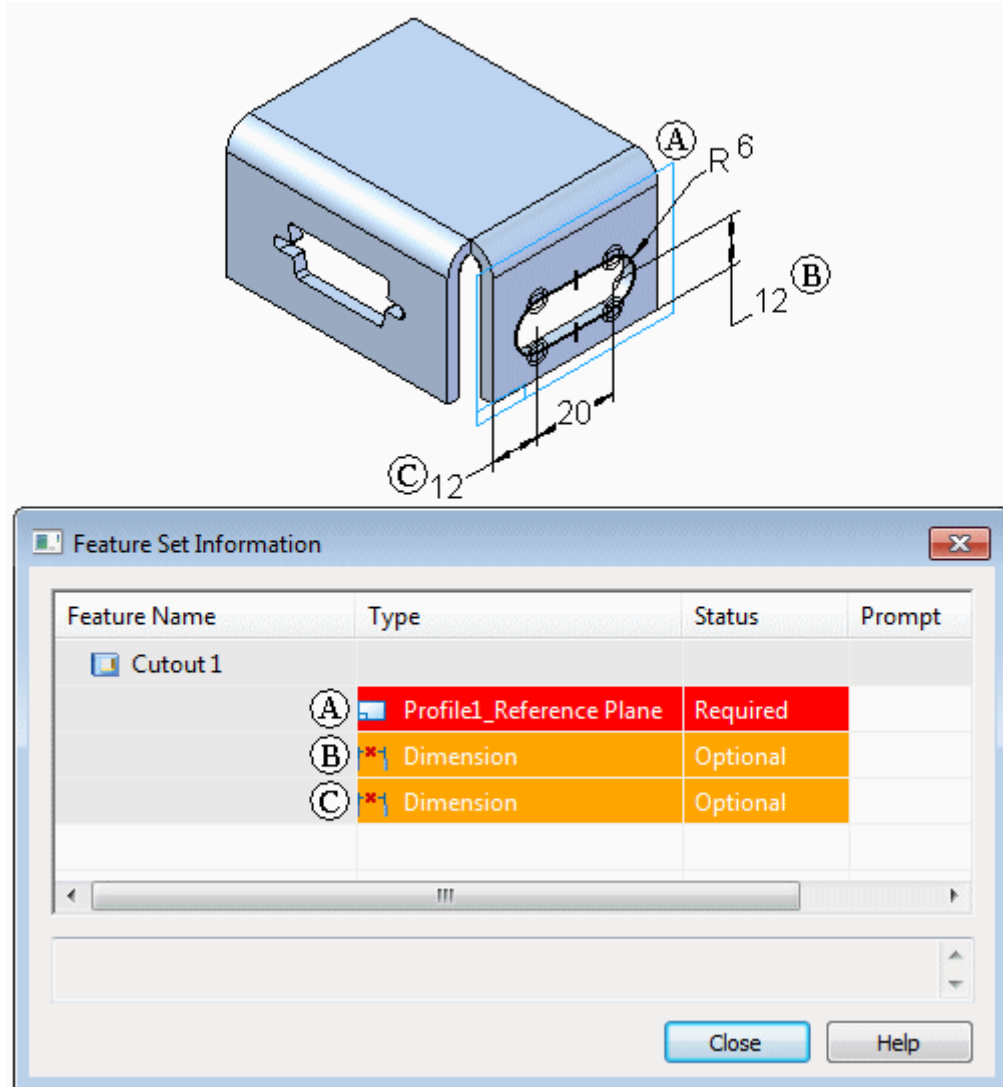 A
R 6
12 B
20
C 12
Feature Set Information
Feature Name Type Status Prompt
Cutout 1
A Profile1_Reference Plane Required
B Dimension Optional
C Dimension Optional
Close Help